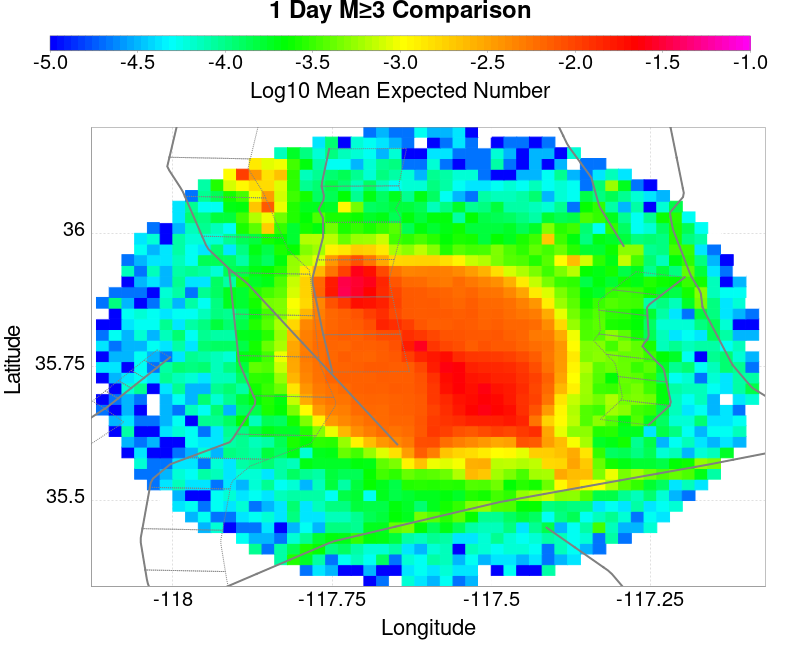 1 Day M≥3 Comparison
-5.0 -4.5 -4.0 -3.5 -3.0 -2.5 -2.0 -1.5 -1.0
Log10 Mean Expected Number
36
35.75
35.5
Latitude
-118 -117.75 -117.5 -117.25
Longitude